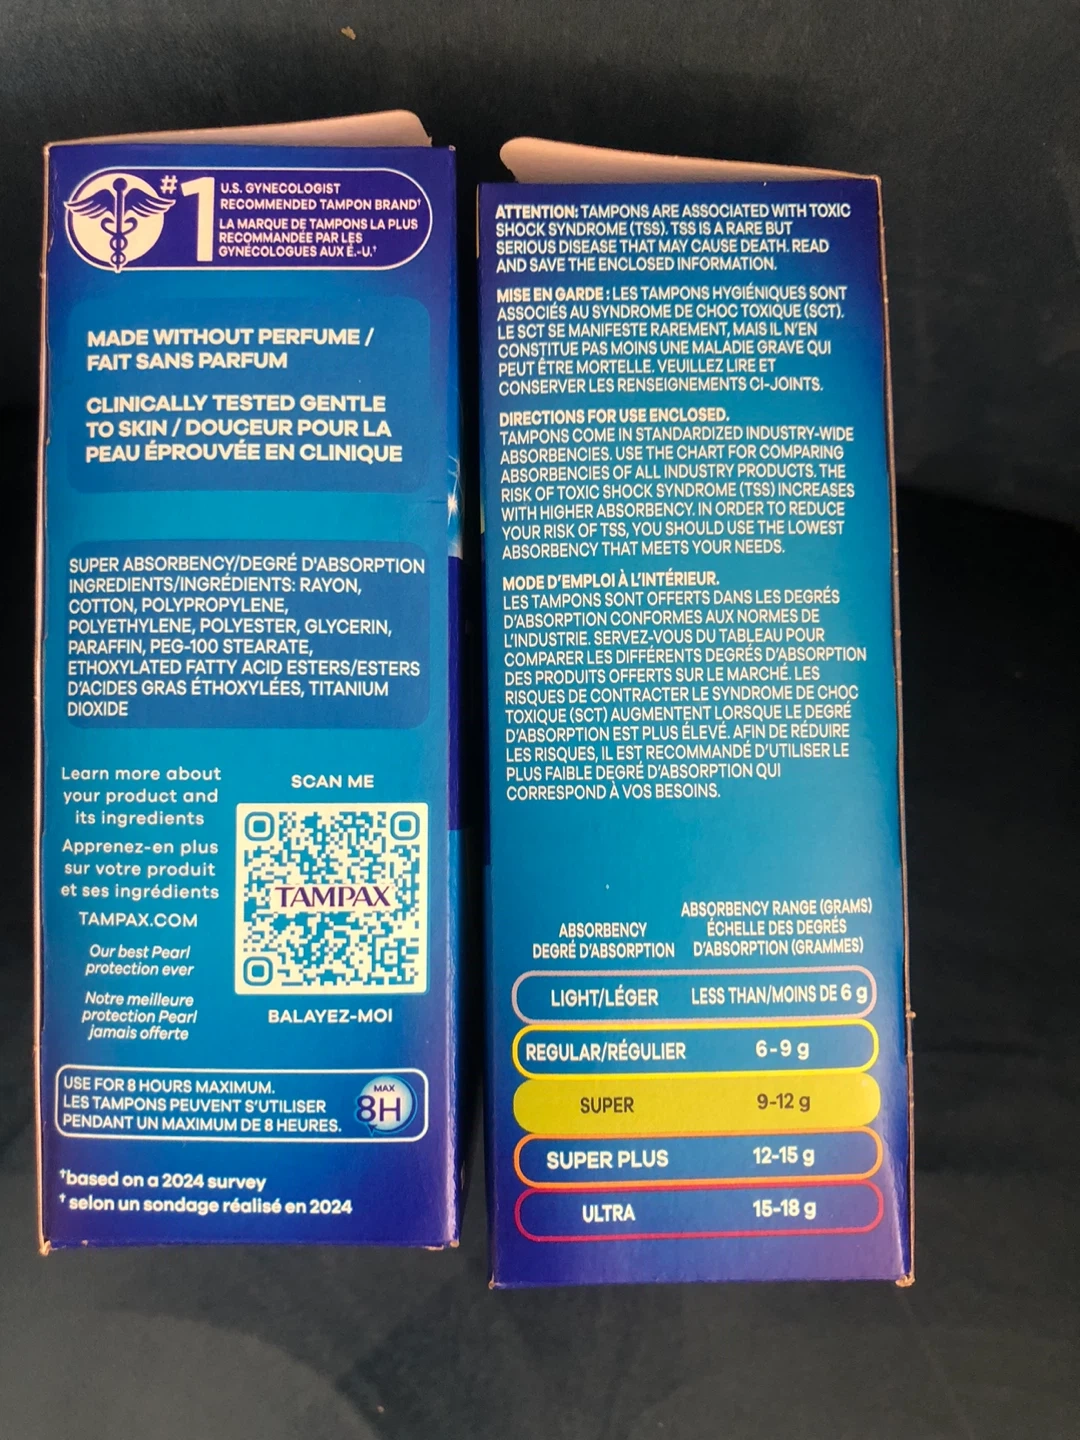 #1 U.S. GYNECOLOGIST
RECOMMENDED TAMPON BRAND†
LA MARQUE DE TAMPONS LA PLUS
RECOMMANDÉE PAR LES
GYNÉCOLOGUES AUX É.-U.†
MADE WITHOUT PERFUME /
FAIT SANS PARFUM
CLINICALLY TESTED GENTLE
TO SKIN / DOUCEUR POUR LA
PEAU ÉPROUVÉE EN CLINIQUE
SUPER ABSORBENCY/DEGRÉ D'ABSORPTION
INGREDIENTS/INGRÉDIENTS: RAYON,
COTTON, POLYPROPYLENE,
POLYETHYLENE, POLYESTER, GLYCERIN,
PARAFFIN, PEG-100 STEARATE,
ETHOXYLATED FATTY ACID ESTERS/ESTERS
D'ACIDES GRAS ÉTHOXYLÉES, TITANIUM
DIOXIDE
Learn more about
your product and
its ingredients
Apprenez-en plus
sur votre produit
et ses ingrédients
TAMPAX.COM
Our best Pearl
protection ever
Notre meilleure
protection Pearl
jamais offerte
SCAN ME
TAMPAX
BALAYEZ-MOI
USE FOR 8 HOURS MAXIMUM.
LES TAMPONS PEUVENT S'UTILISER
PENDANT UN MAXIMUM DE 8 HEURES.
MAX
8H
†based on a 2024 survey
† selon un sondage réalisé en 2024
ATTENTION: TAMPONS ARE ASSOCIATED WITH TOXIC
SHOCK SYNDROME (TSS). TSS IS A RARE BUT
SERIOUS DISEASE THAT MAY CAUSE DEATH. READ
AND SAVE THE ENCLOSED INFORMATION.
MISE EN GARDE : LES TAMPONS HYGIÉNIQUES SONT
ASSOCIÉS AU SYNDROME DE CHOC TOXIQUE (SCT).
LE SCT SE MANIFESTE RAREMENT, MAIS IL N'EN
CONSTITUE PAS MOINS UNE MALADIE GRAVE QUI
PEUT ÊTRE MORTELLE. VEUILLEZ LIRE ET
CONSERVER LES RENSEIGNEMENTS CI-JOINTS.
DIRECTIONS FOR USE ENCLOSED.
TAMPONS COME IN STANDARDIZED INDUSTRY-WIDE
ABSORBENCIES. USE THE CHART FOR COMPARING
ABSORBENCIES OF ALL INDUSTRY PRODUCTS. THE
RISK OF TOXIC SHOCK SYNDROME (TSS) INCREASES
WITH HIGHER ABSORBENCY. IN ORDER TO REDUCE
YOUR RISK OF TSS, YOU SHOULD USE THE LOWEST
ABSORBENCY THAT MEETS YOUR NEEDS.
MODE D'EMPLOI À L'INTÉRIEUR.
LES TAMPONS SONT OFFERTS DANS LES DEGRÉS
D'ABSORPTION CONFORMES AUX NORMES DE
L'INDUSTRIE. SERVEZ-VOUS DU TABLEAU POUR
COMPARER LES DIFFÉRENTS DEGRÉS D'ABSORPTION
DES PRODUITS OFFERTS SUR LE MARCHÉ. LES
RISQUES DE CONTRACTER LE SYNDROME DE CHOC
TOXIQUE (SCT) AUGMENTENT LORSQUE LE DEGRÉ
D'ABSORPTION EST PLUS ÉLEVÉ. AFIN DE RÉDUIRE
LES RISQUES, IL EST RECOMMANDÉ D'UTILISER LE
PLUS FAIBLE DEGRÉ D'ABSORPTION QUI
CORRESPOND À VOS BESOINS.
ABSORBENCY
DEGRÉ D'ABSORPTION
ABSORBENCY RANGE (GRAMS)
ÉCHELLE DES DEGRÉS
D'ABSORPTION (GRAMMES)
LIGHT/LÉGER LESS THAN/MOINS DE 6 g
REGULAR/RÉGULIER 6-9 g
SUPER 9-12 g
SUPER PLUS 12-15 g
ULTRA 15-18 g